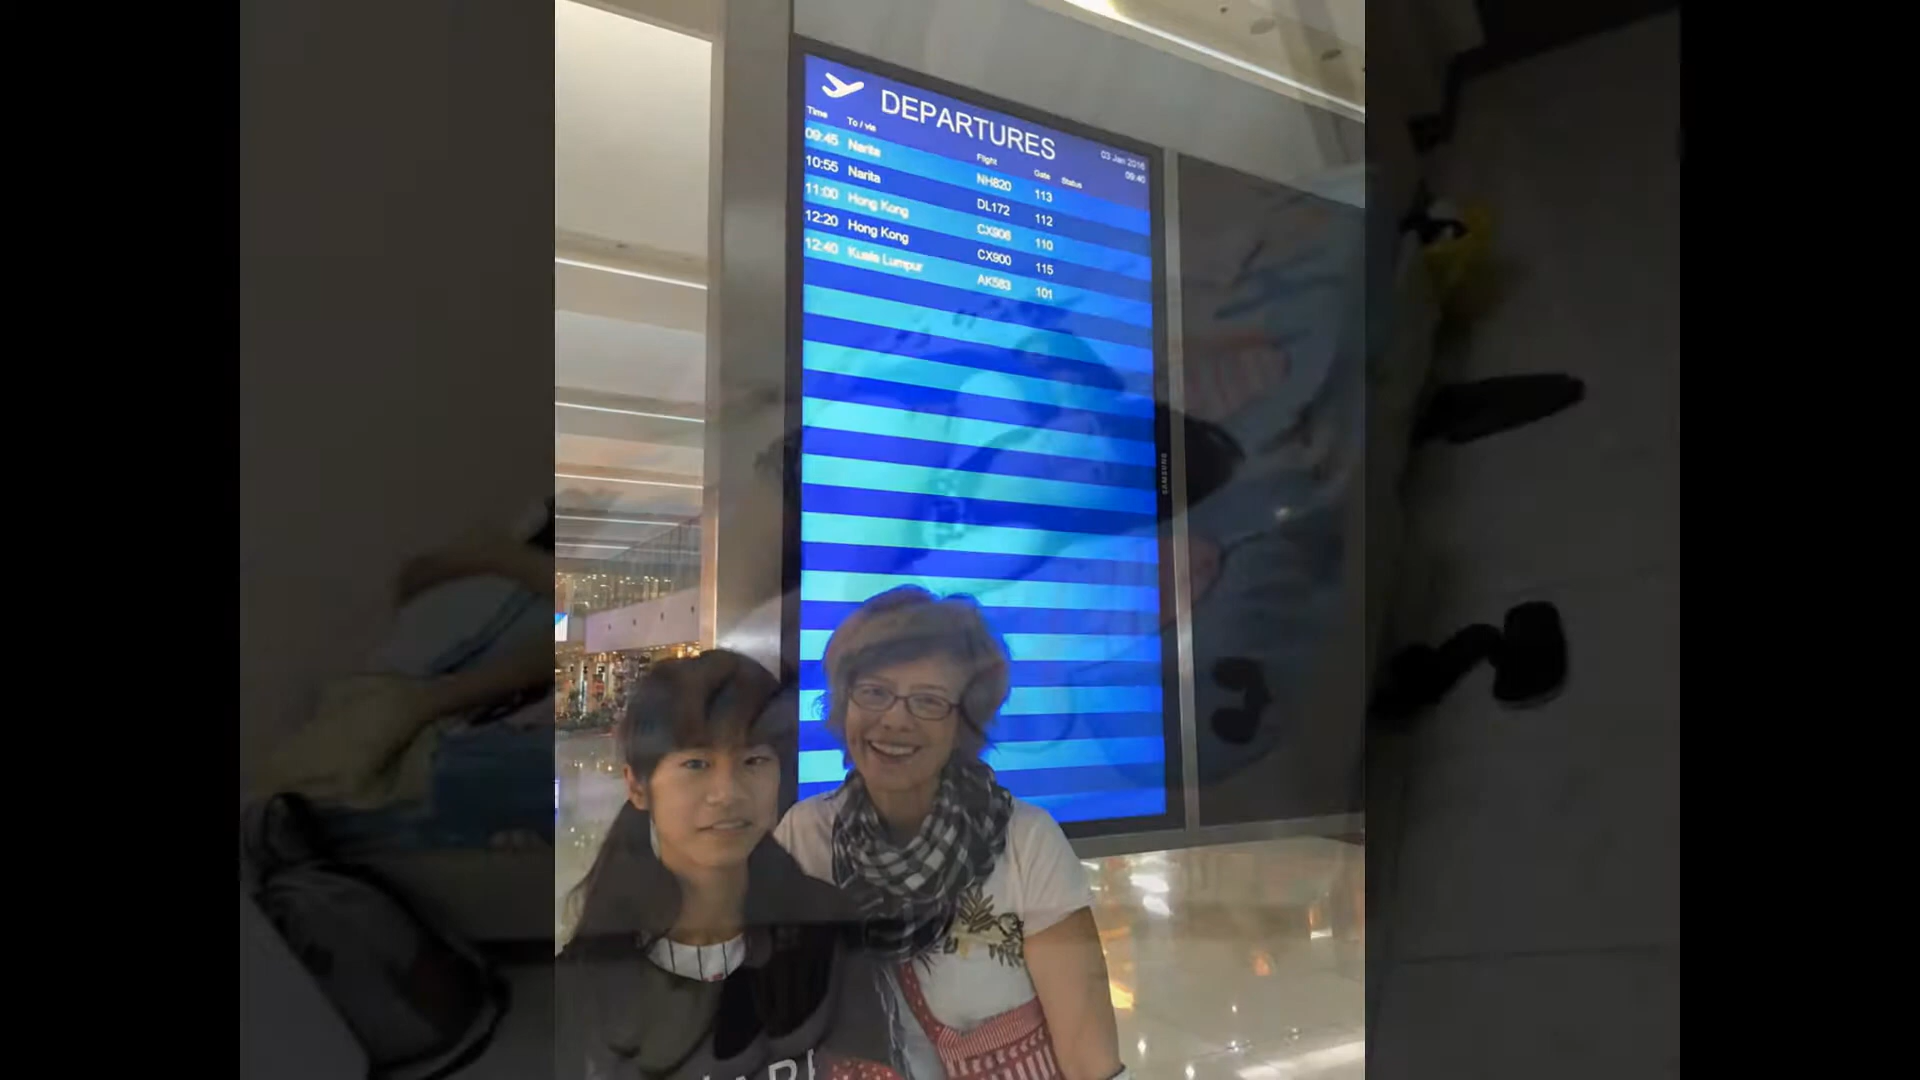 DEPARTURES
03 Jan 2016
09:40
Time To / via Flight Gate Status
09:45 Narita NH820 113
10:55 Narita DL172 112
11:00 Hong Kong CX906 110
12:20 Hong Kong CX900 115
12:40 Kuala Lumpur AK583 101
SAMSUNG